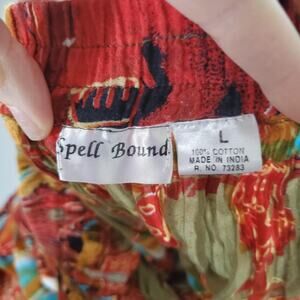 Spell Bound
L
100% COTTON
MADE IN INDIA
R. NO. 73283